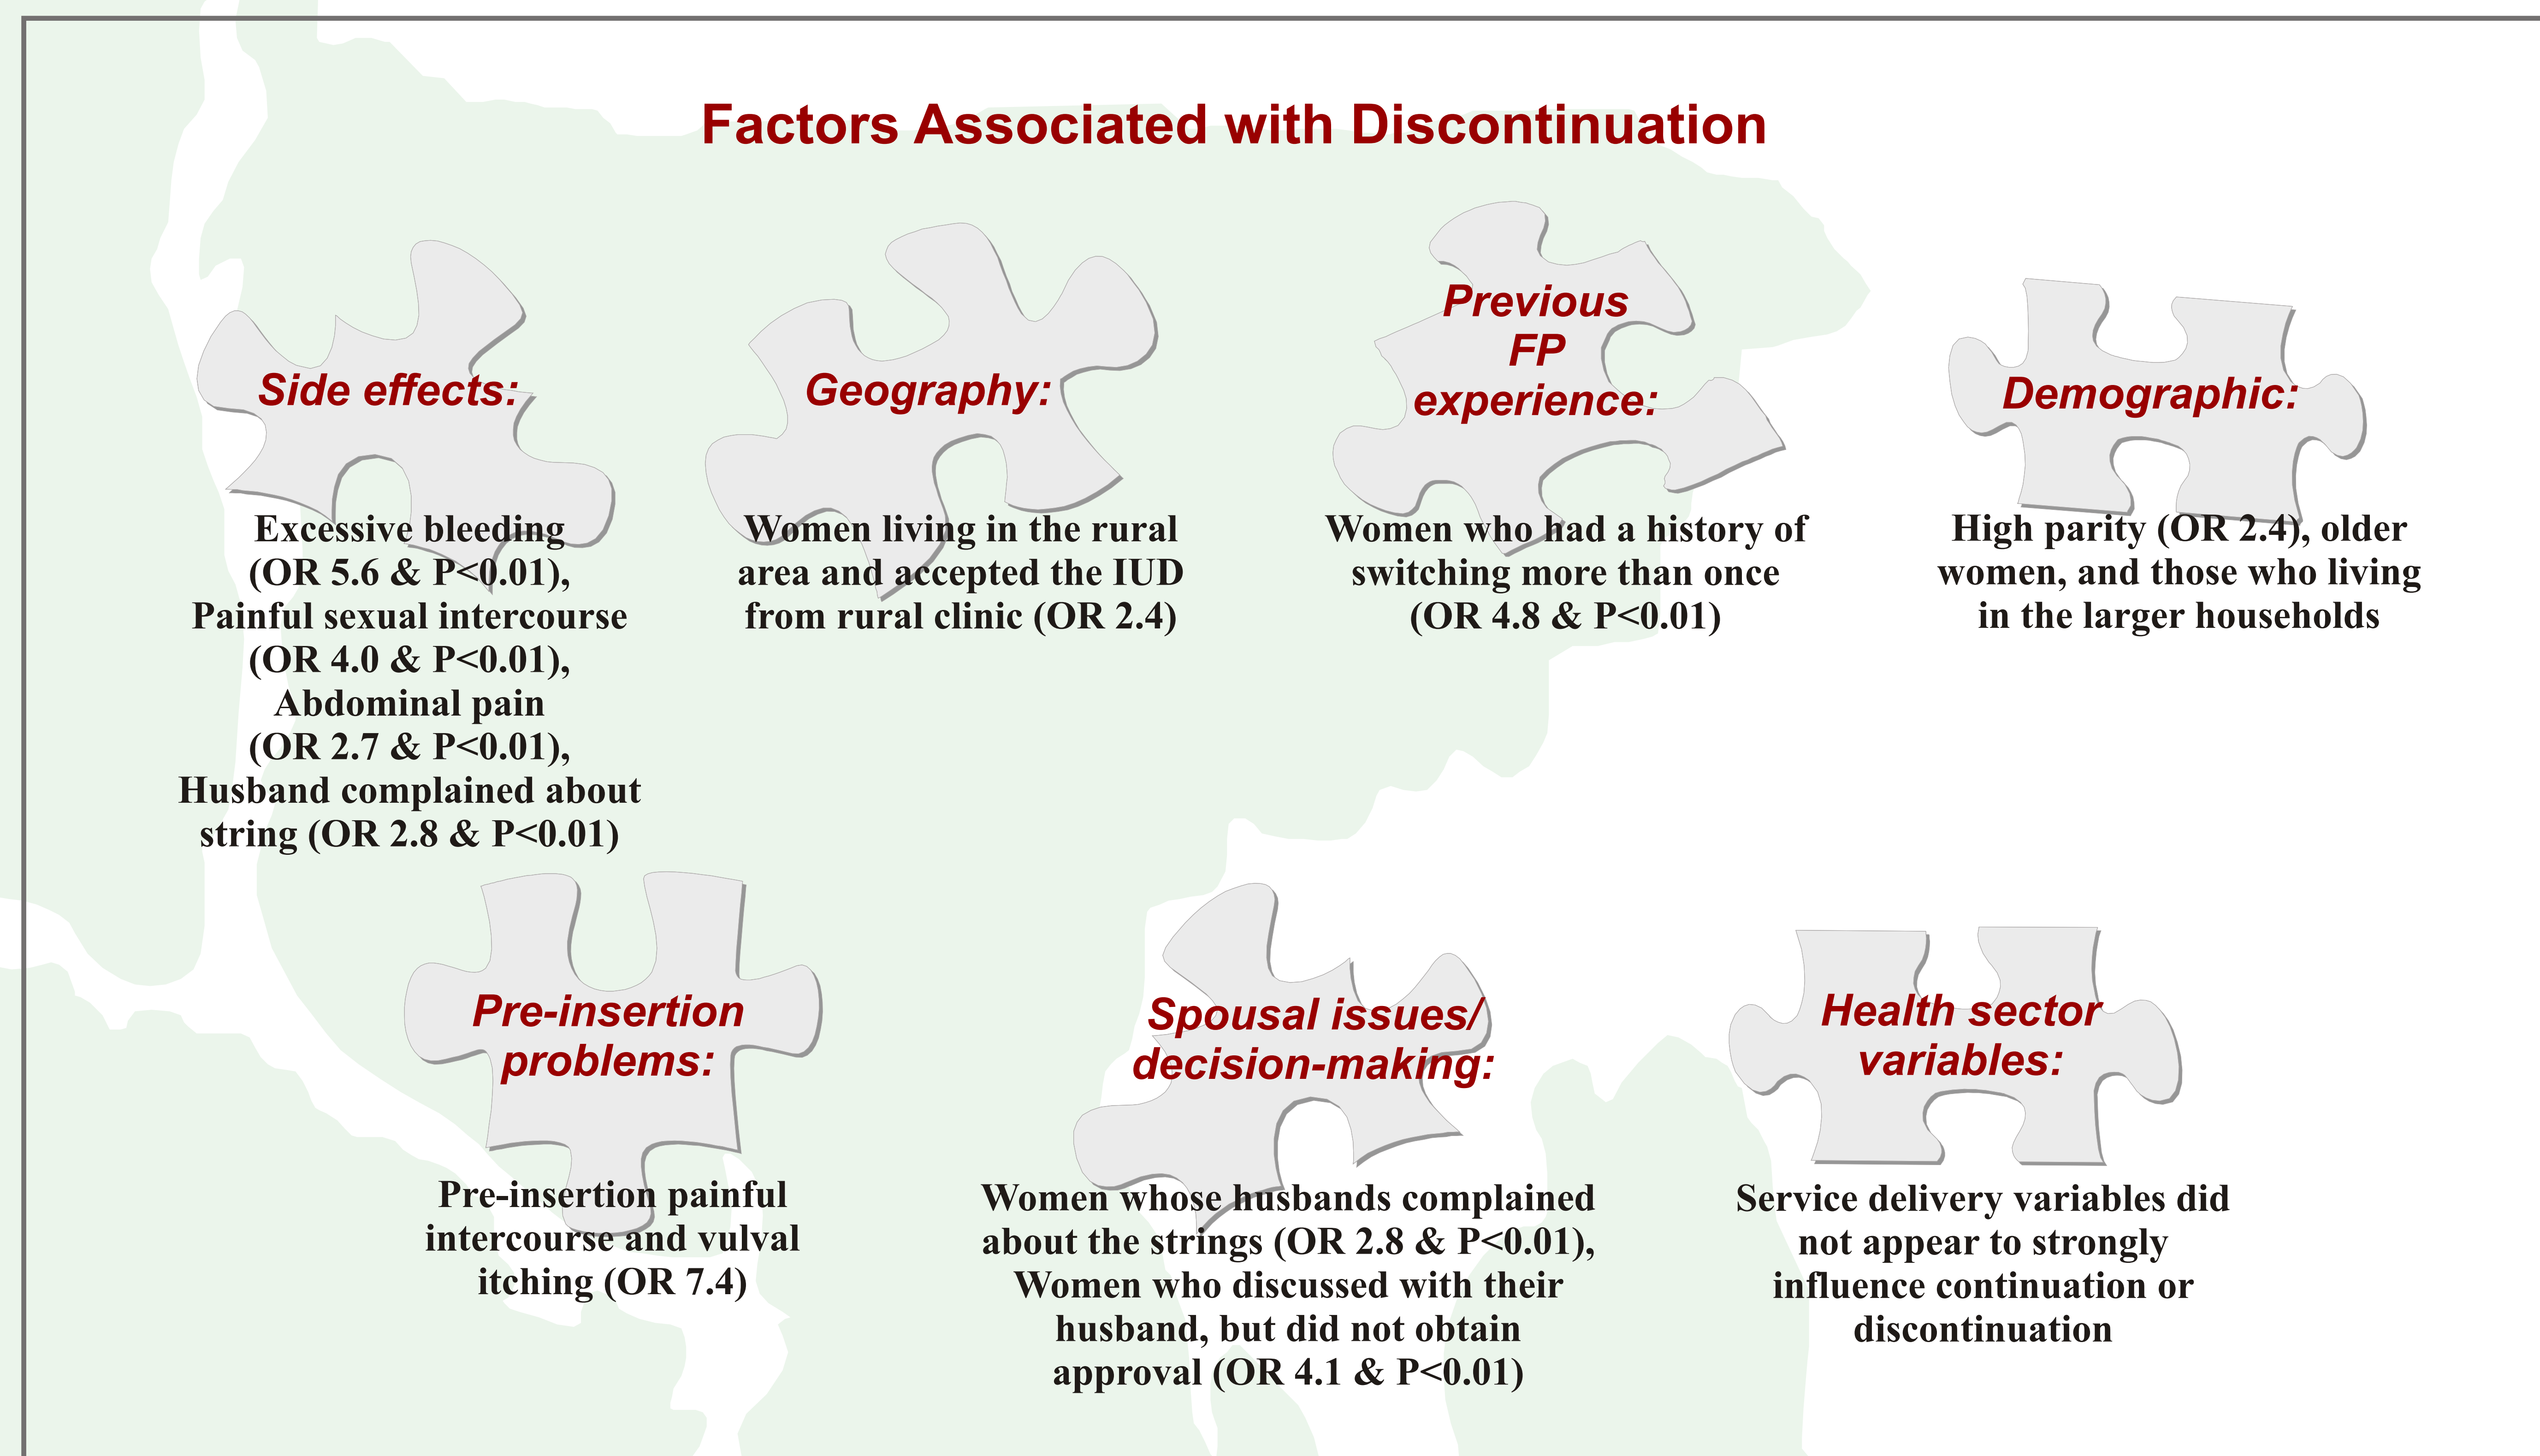 Factors Associated with Discontinuation
Side effects:
Excessive bleeding
(OR 5.6 & P<0.01),
Painful sexual intercourse
(OR 4.0 & P<0.01),
Abdominal pain
(OR 2.7 & P<0.01),
Husband complained about
string (OR 2.8 & P<0.01)
Geography:
Women living in the rural
area and accepted the IUD
from rural clinic (OR 2.4)
Previous
FP
experience:
Women who had a history of
switching more than once
(OR 4.8 & P<0.01)
Demographic:
High parity (OR 2.4), older
women, and those who living
in the larger households
Pre-insertion
problems:
Pre-insertion painful
intercourse and vulval
itching (OR 7.4)
Spousal issues/
decision-making:
Women whose husbands complained
about the strings (OR 2.8 & P<0.01),
Women who discussed with their
husband, but did not obtain
approval (OR 4.1 & P<0.01)
Health sector
variables:
Service delivery variables did
not appear to strongly
influence continuation or
discontinuation